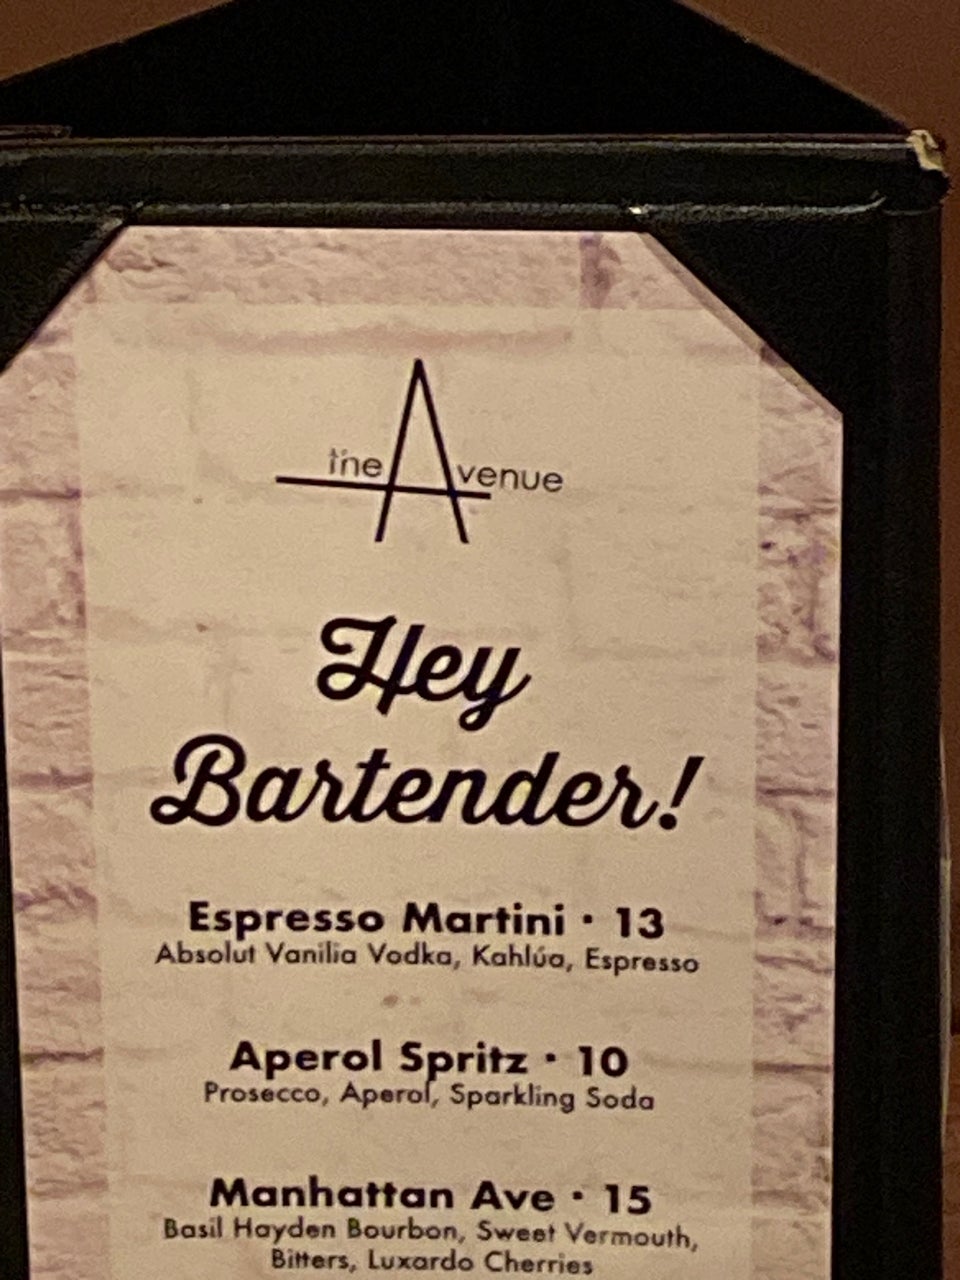 the Avenue
Hey
Bartender!
Espresso Martini • 13
Absolut Vanilia Vodka, Kahlúa, Espresso
Aperol Spritz • 10
Prosecco, Aperol, Sparkling Soda
Manhattan Ave • 15
Basil Hayden Bourbon, Sweet Vermouth,
Bitters, Luxardo Cherries